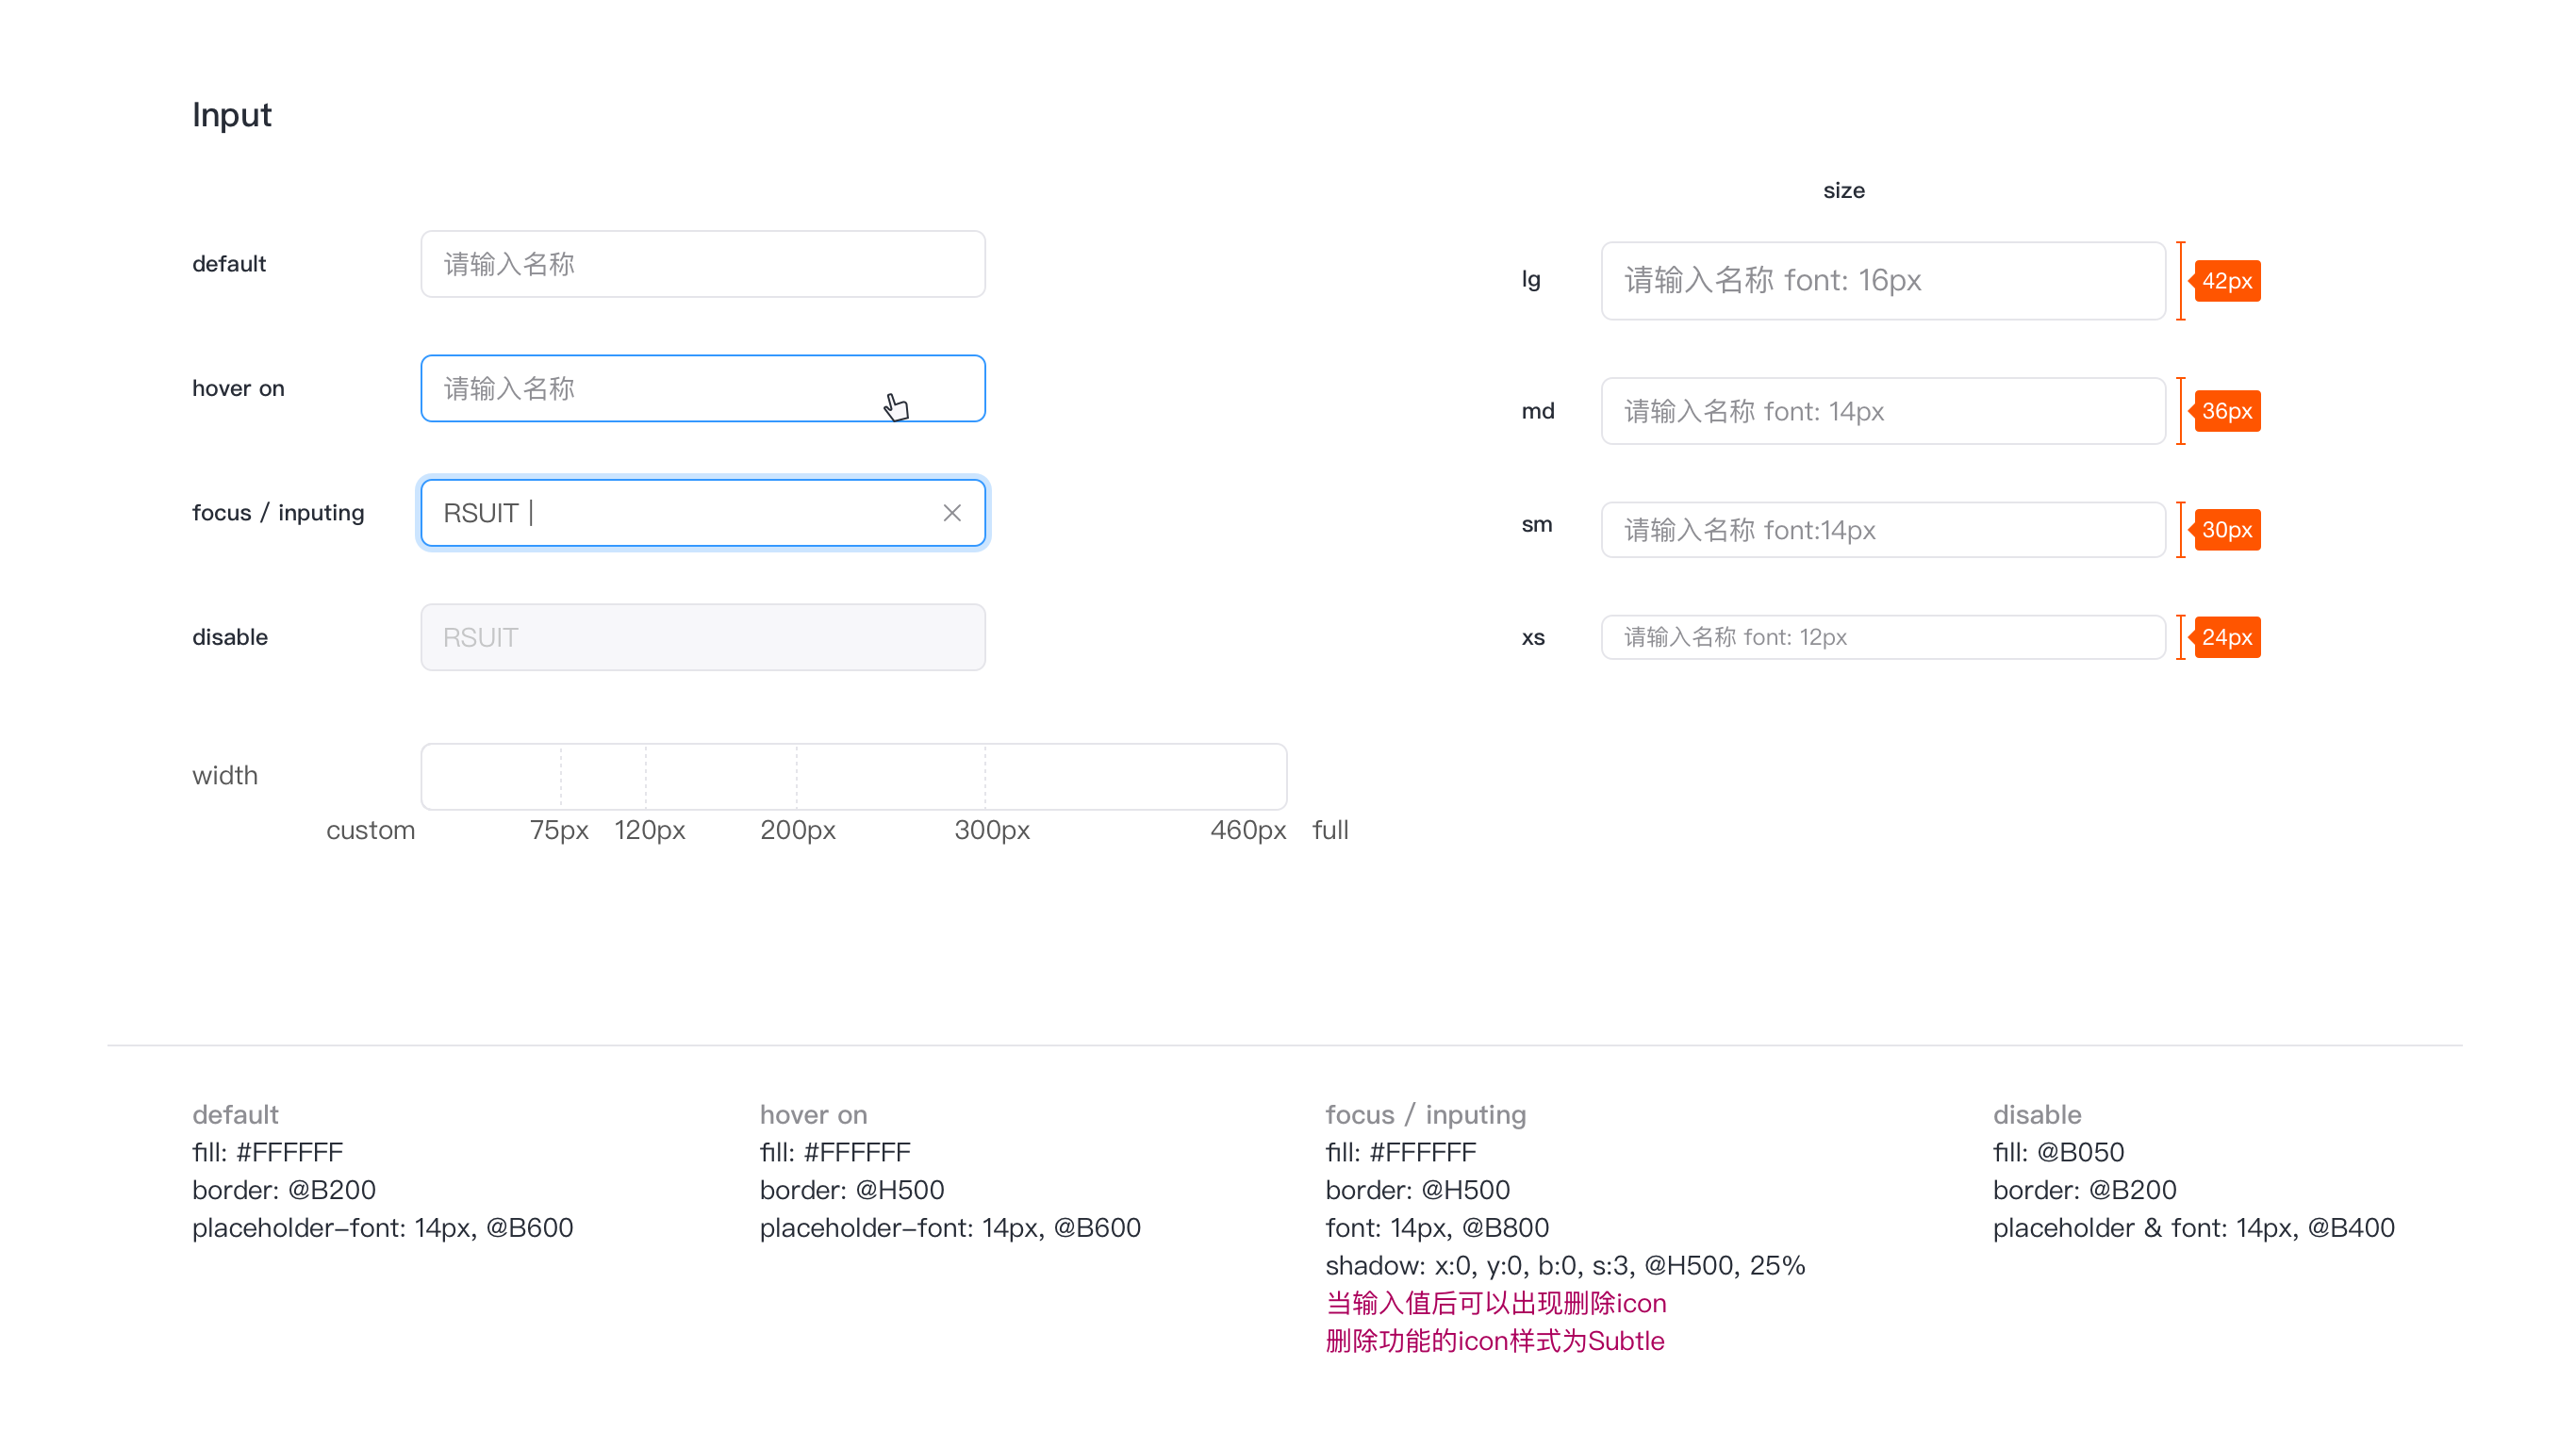 Input
default
请输入名称
hover on
请输入名称
focus / inputing
RSUIT |
disable
RSUIT
width
custom 75px 120px 200px 300px 460px full
size
lg
请输入名称 font: 16px
42px
md
请输入名称 font: 14px
36px
sm
请输入名称 font:14px
30px
xs
请输入名称 font: 12px
24px
default
fill: #FFFFFF
border: @B200
placeholder–font: 14px, @B600
hover on
fill: #FFFFFF
border: @H500
placeholder–font: 14px, @B600
focus / inputing
fill: #FFFFFF
border: @H500
font: 14px, @B800
shadow: x:0, y:0, b:0, s:3, @H500, 25%
当输入值后可以出现删除icon
删除功能的icon样式为Subtle
disable
fill: @B050
border: @B200
placeholder & font: 14px, @B400